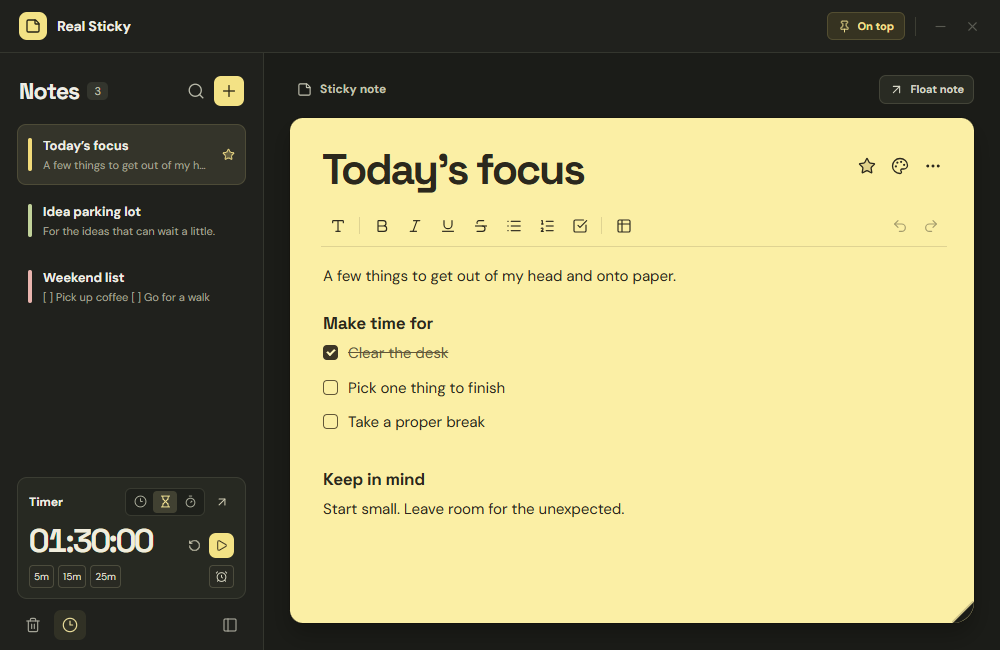 Real Sticky
On top
Notes 3
Today's focus
A few things to get out of my h...
Idea parking lot
For the ideas that can wait a little.
Weekend list
[ ] Pick up coffee [ ] Go for a walk
Timer
01:30:00
5m 15m 25m
Sticky note
Float note
Today's focus
T B I U S
A few things to get out of my head and onto paper.
Make time for
Clear the desk
Pick one thing to finish
Take a proper break
Keep in mind
Start small. Leave room for the unexpected.